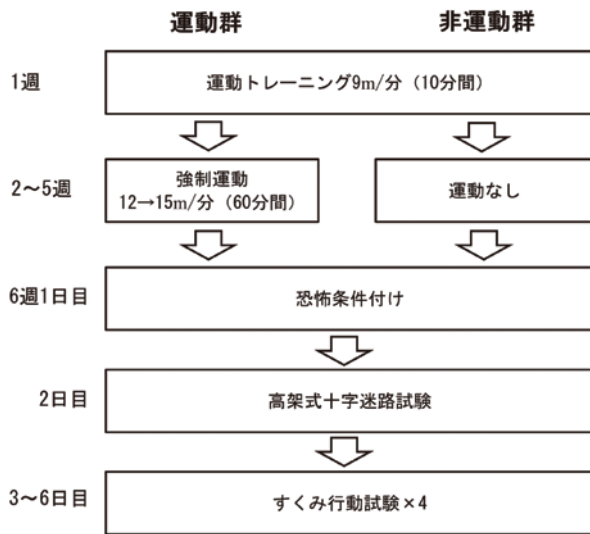 運動群 非運動群
1週 運動トレーニング9m/分（10分間）
2～5週 強制運動 運動なし
12→15m/分（60分間）
6週1日目 恐怖条件付け
2日目 高架式十字迷路試験
3～6日目 すくみ行動試験×4